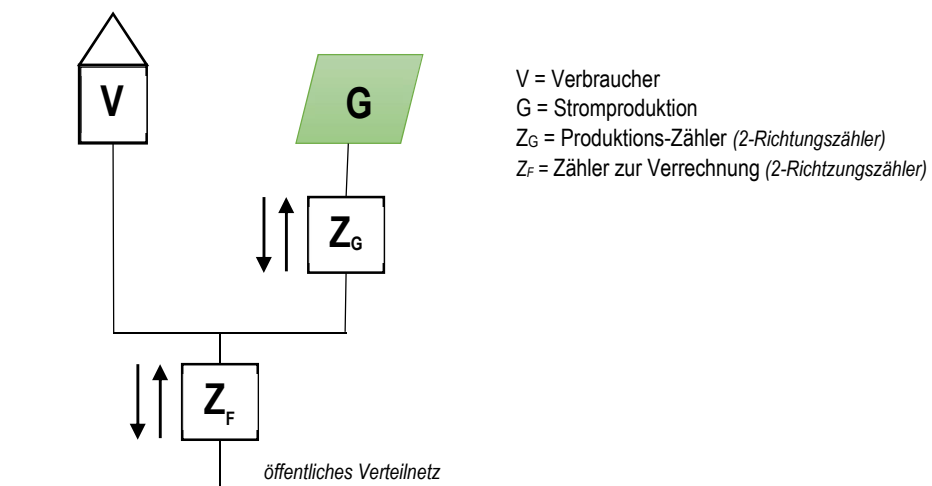 V
G
V = Verbraucher
G = Stromproduktion
ZG = Produktions-Zähler (2-Richtungszähler)
ZF = Zähler zur Verrechnung (2-Richtzungszähler)
ZG
ZF
öffentliches Verteilnetz